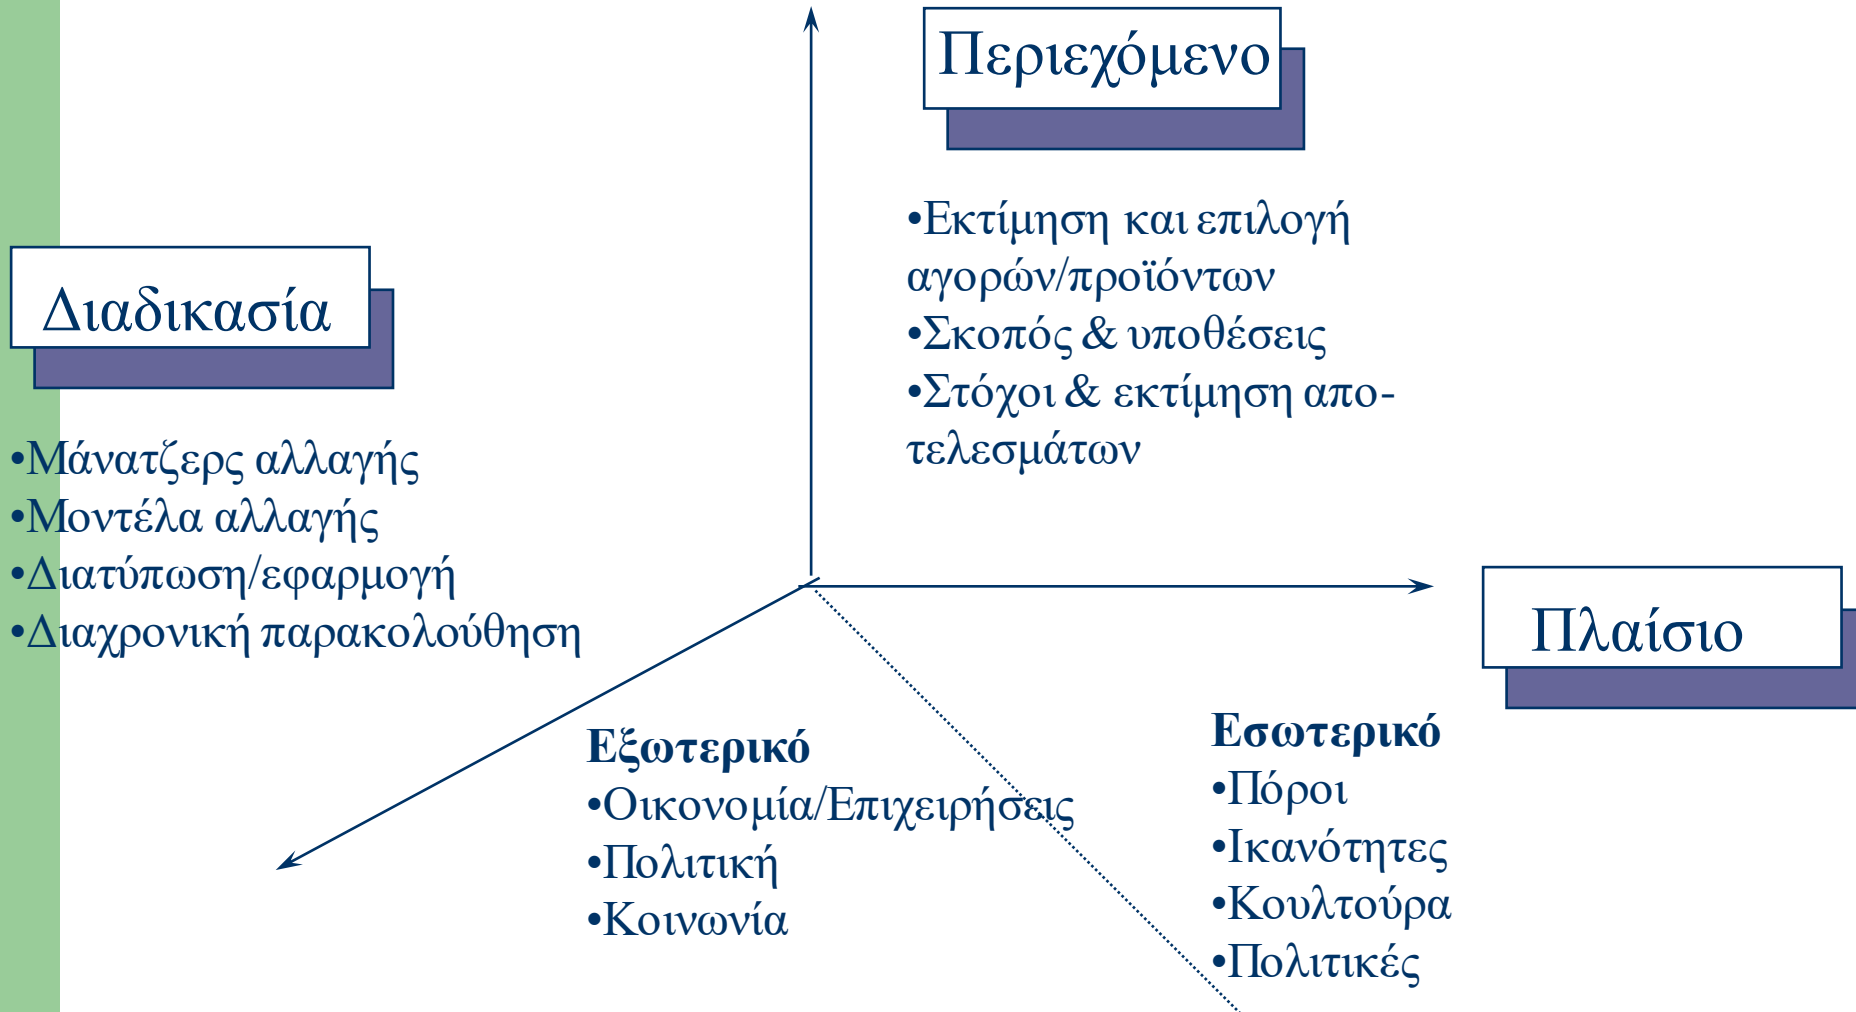 Περιεχόμενο
•Εκτίμηση και επιλογή
αγορών/προϊόντων
•Σκοπός & υποθέσεις
•Στόχοι & εκτίμηση απο-
τελεσμάτων
Διαδικασία
•Μάνατζερς αλλαγής
•Μοντέλα αλλαγής
•Διατύπωση/εφαρμογή
•Διαχρονική παρακολούθηση
Πλαίσιο
Εξωτερικό
•Οικονομία/Επιχειρήσεις
•Πολιτική
•Κοινωνία
Εσωτερικό
•Πόροι
•Ικανότητες
•Κουλτούρα
•Πολιτικές